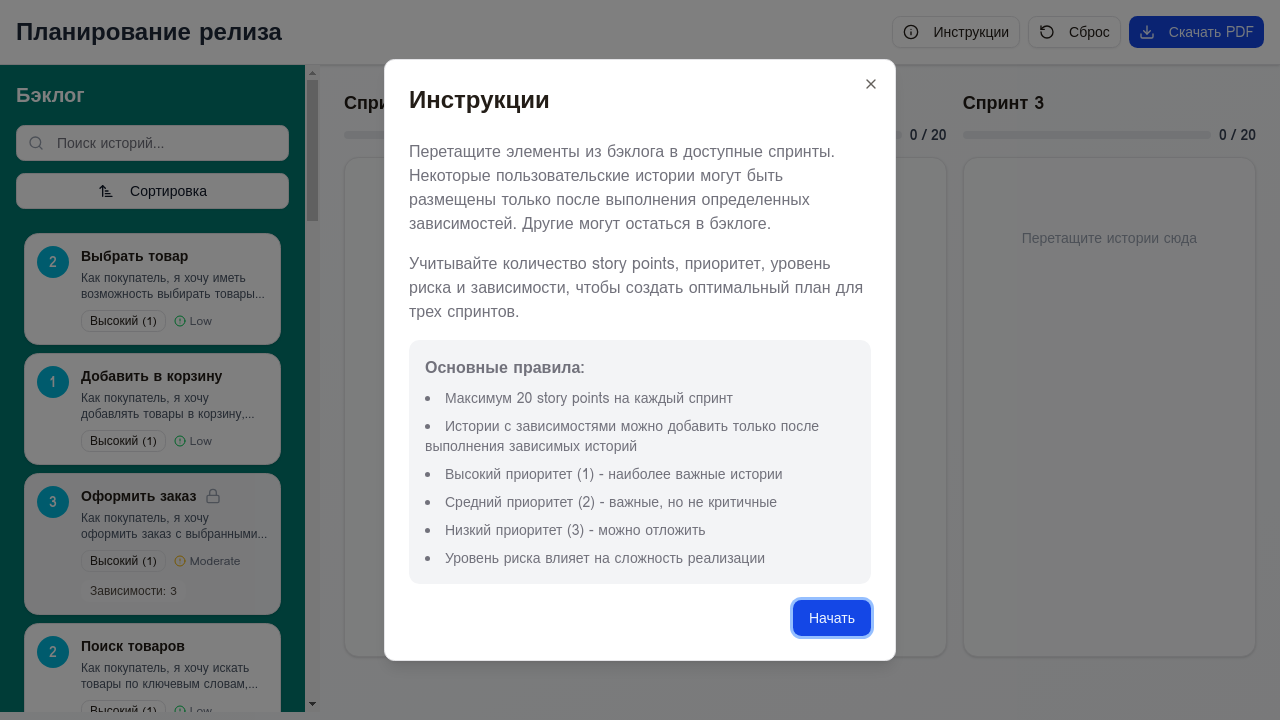 Планирование релиза
Инструкции
Сброс
Скачать PDF
Бэклог
Поиск историй...
Сортировка
2
Выбрать товар
Как покупатель, я хочу иметь
возможность выбирать товары...
Высокий (1)
Low
1
Добавить в корзину
Как покупатель, я хочу
добавлять товары в корзину,...
Высокий (1)
Low
3
Оформить заказ
Как покупатель, я хочу
оформить заказ с выбранными...
Высокий (1)
Moderate
Зависимости: 3
2
Поиск товаров
Как покупатель, я хочу искать
товары по ключевым словам,...
Высокий (1)
Low
0 / 20
Спринт 3
0 / 20
Перетащите истории сюда
Инструкции
Перетащите элементы из бэклога в доступные спринты.
Некоторые пользовательские истории могут быть
размещены только после выполнения определенных
зависимостей. Другие могут остаться в бэклоге.
Учитывайте количество story points, приоритет, уровень
риска и зависимости, чтобы создать оптимальный план для
трех спринтов.
Основные правила:
• Максимум 20 story points на каждый спринт
• Истории с зависимостями можно добавить только после
выполнения зависимых историй
• Высокий приоритет (1) - наиболее важные истории
• Средний приоритет (2) - важные, но не критичные
• Низкий приоритет (3) - можно отложить
• Уровень риска влияет на сложность реализации
Начать